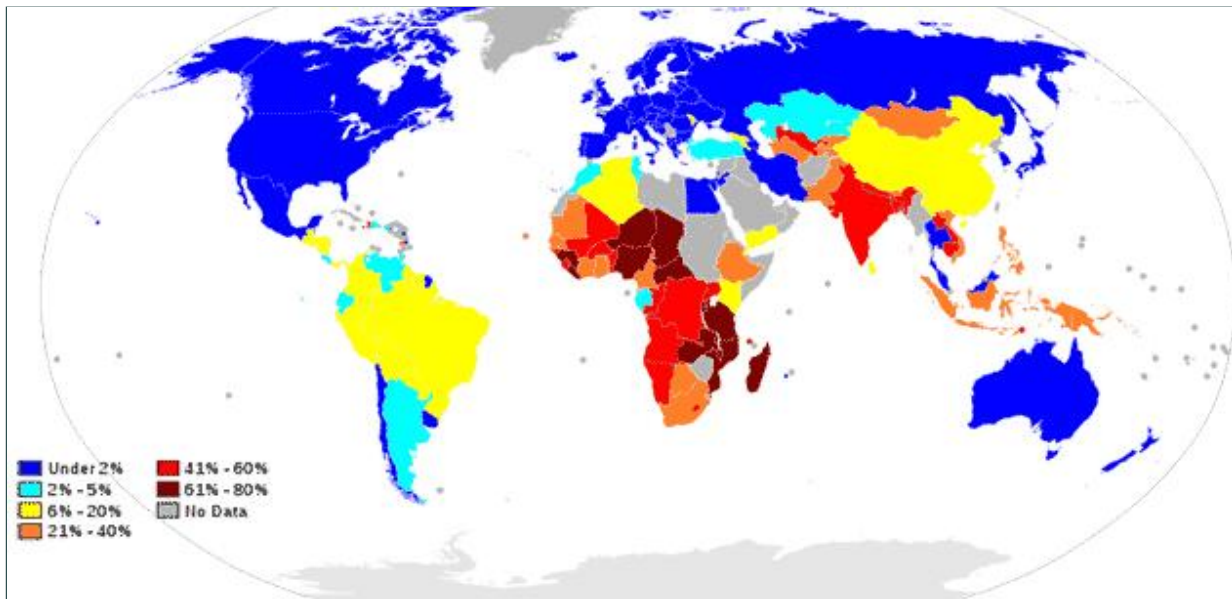 Under 2%
2% - 5%
6% - 20%
21% - 40%
41% - 60%
61% - 80%
No Data